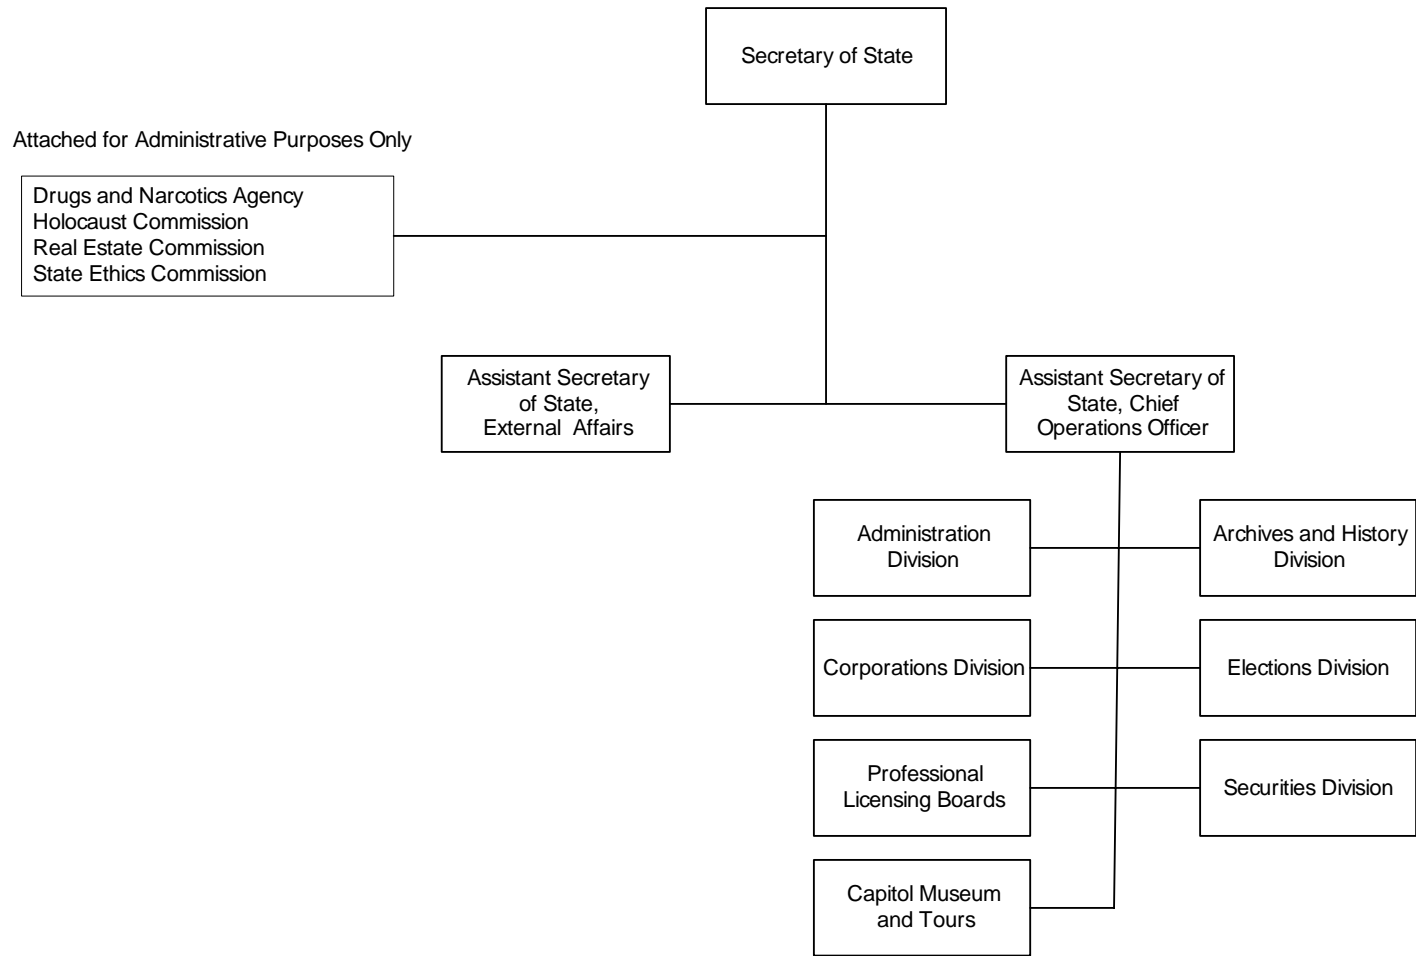 Secretary of State
Attached for Administrative Purposes Only
Drugs and Narcotics Agency
Holocaust Commission
Real Estate Commission
State Ethics Commission
Assistant Secretary
of State,
External Affairs
Assistant Secretary of
State, Chief
Operations Officer
Administration
Division
Archives and History
Division
Corporations Division
Elections Division
Professional
Licensing Boards
Securities Division
Capitol Museum
and Tours